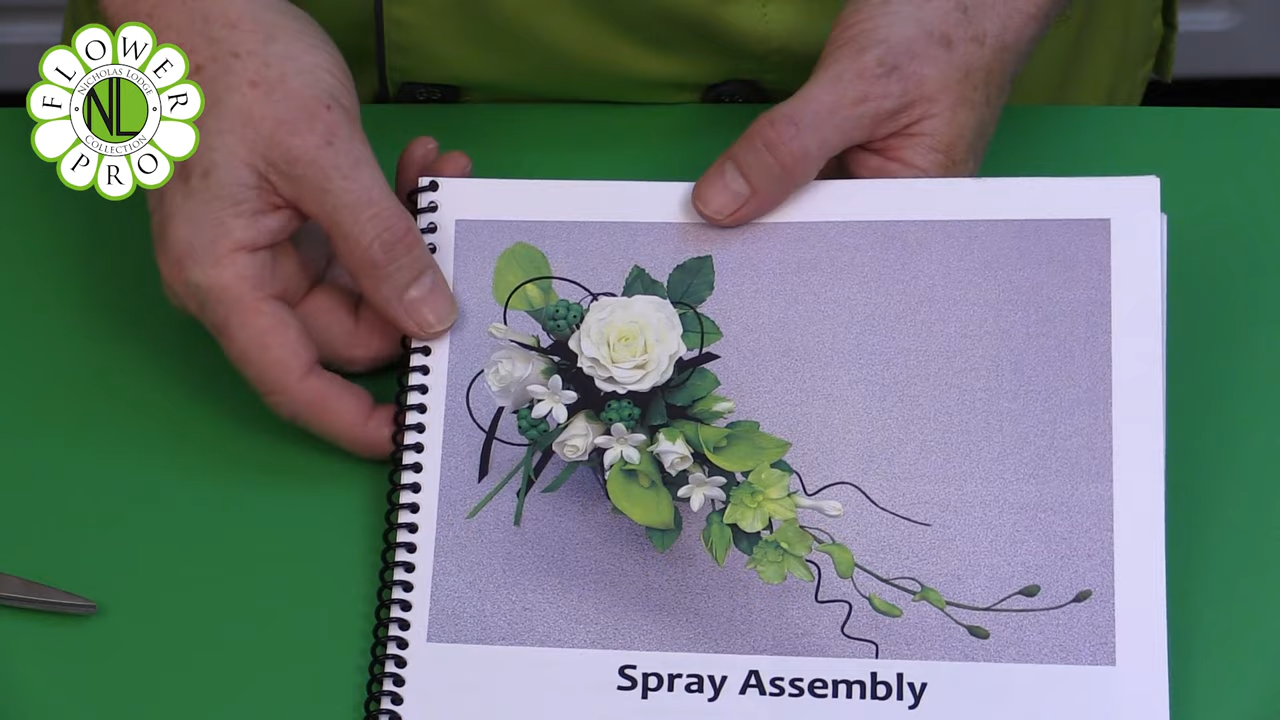 FLOWER
NICHOLAS LODGE
NL
COLLECTION
PRO
Spray Assembly